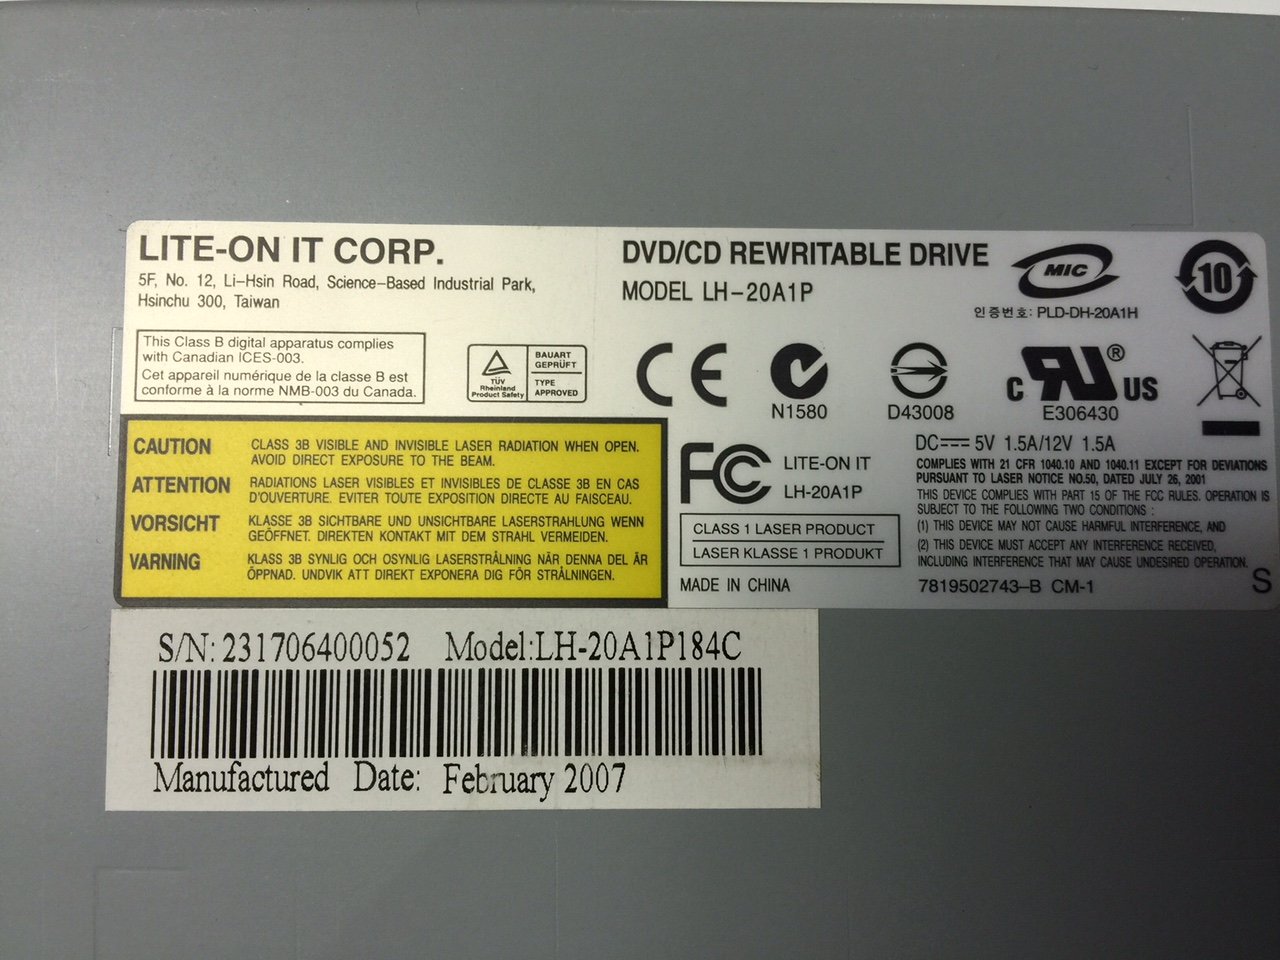 LITE-ON IT CORP.
5F, No. 12, Li-Hsin Road, Science-Based Industrial Park,
Hsinchu 300, Taiwan
This Class B digital apparatus complies
with Canadian ICES-003.
Cet appareil numérique de la classe B est
conforme à la norme NMB-003 du Canada.
TÜV
Rheinland
Product Safety
BAUART
GEPRÜFT
TYPE
APPROVED
DVD/CD REWRITABLE DRIVE
MODEL LH-20A1P
MIC
인증번호: PLD-DH-20A1H
10
CE
N1580
D43008
C UL ® US
E306430
CAUTION CLASS 3B VISIBLE AND INVISIBLE LASER RADIATION WHEN OPEN.
AVOID DIRECT EXPOSURE TO THE BEAM.
ATTENTION RADIATIONS LASER VISIBLES ET INVISIBLES DE CLASSE 3B EN CAS
D'OUVERTURE. EVITER TOUTE EXPOSITION DIRECTE AU FAISCEAU.
VORSICHT KLASSE 3B SICHTBARE UND UNSICHTBARE LASERSTRAHLUNG WENN
GEÖFFNET. DIREKTEN KONTAKT MIT DEM STRAHL VERMEIDEN.
VARNING KLASS 3B SYNLIG OCH OSYNLIG LASERSTRÅLNING NÄR DENNA DEL ÄR
ÖPPNAD. UNDVIK ATT DIREKT EXPONERA DIG FÖR STRÅLNINGEN.
FC LITE-ON IT
LH-20A1P
CLASS 1 LASER PRODUCT
LASER KLASSE 1 PRODUKT
MADE IN CHINA
DC 5V 1.5A/12V 1.5A
COMPLIES WITH 21 CFR 1040.10 AND 1040.11 EXCEPT FOR DEVIATIONS
PURSUANT TO LASER NOTICE NO.50, DATED JULY 26, 2001
THIS DEVICE COMPLIES WITH PART 15 OF THE FCC RULES. OPERATION IS
SUBJECT TO THE FOLLOWING TWO CONDITIONS :
(1) THIS DEVICE MAY NOT CAUSE HARMFUL INTERFERENCE, AND
(2) THIS DEVICE MUST ACCEPT ANY INTERFERENCE RECEIVED,
INCLUDING INTERFERENCE THAT MAY CAUSE UNDESIRED OPERATION.
7819502743-B CM-1 S
S/N: 231706400052 Model:LH-20A1P184C
Manufactured Date: February 2007